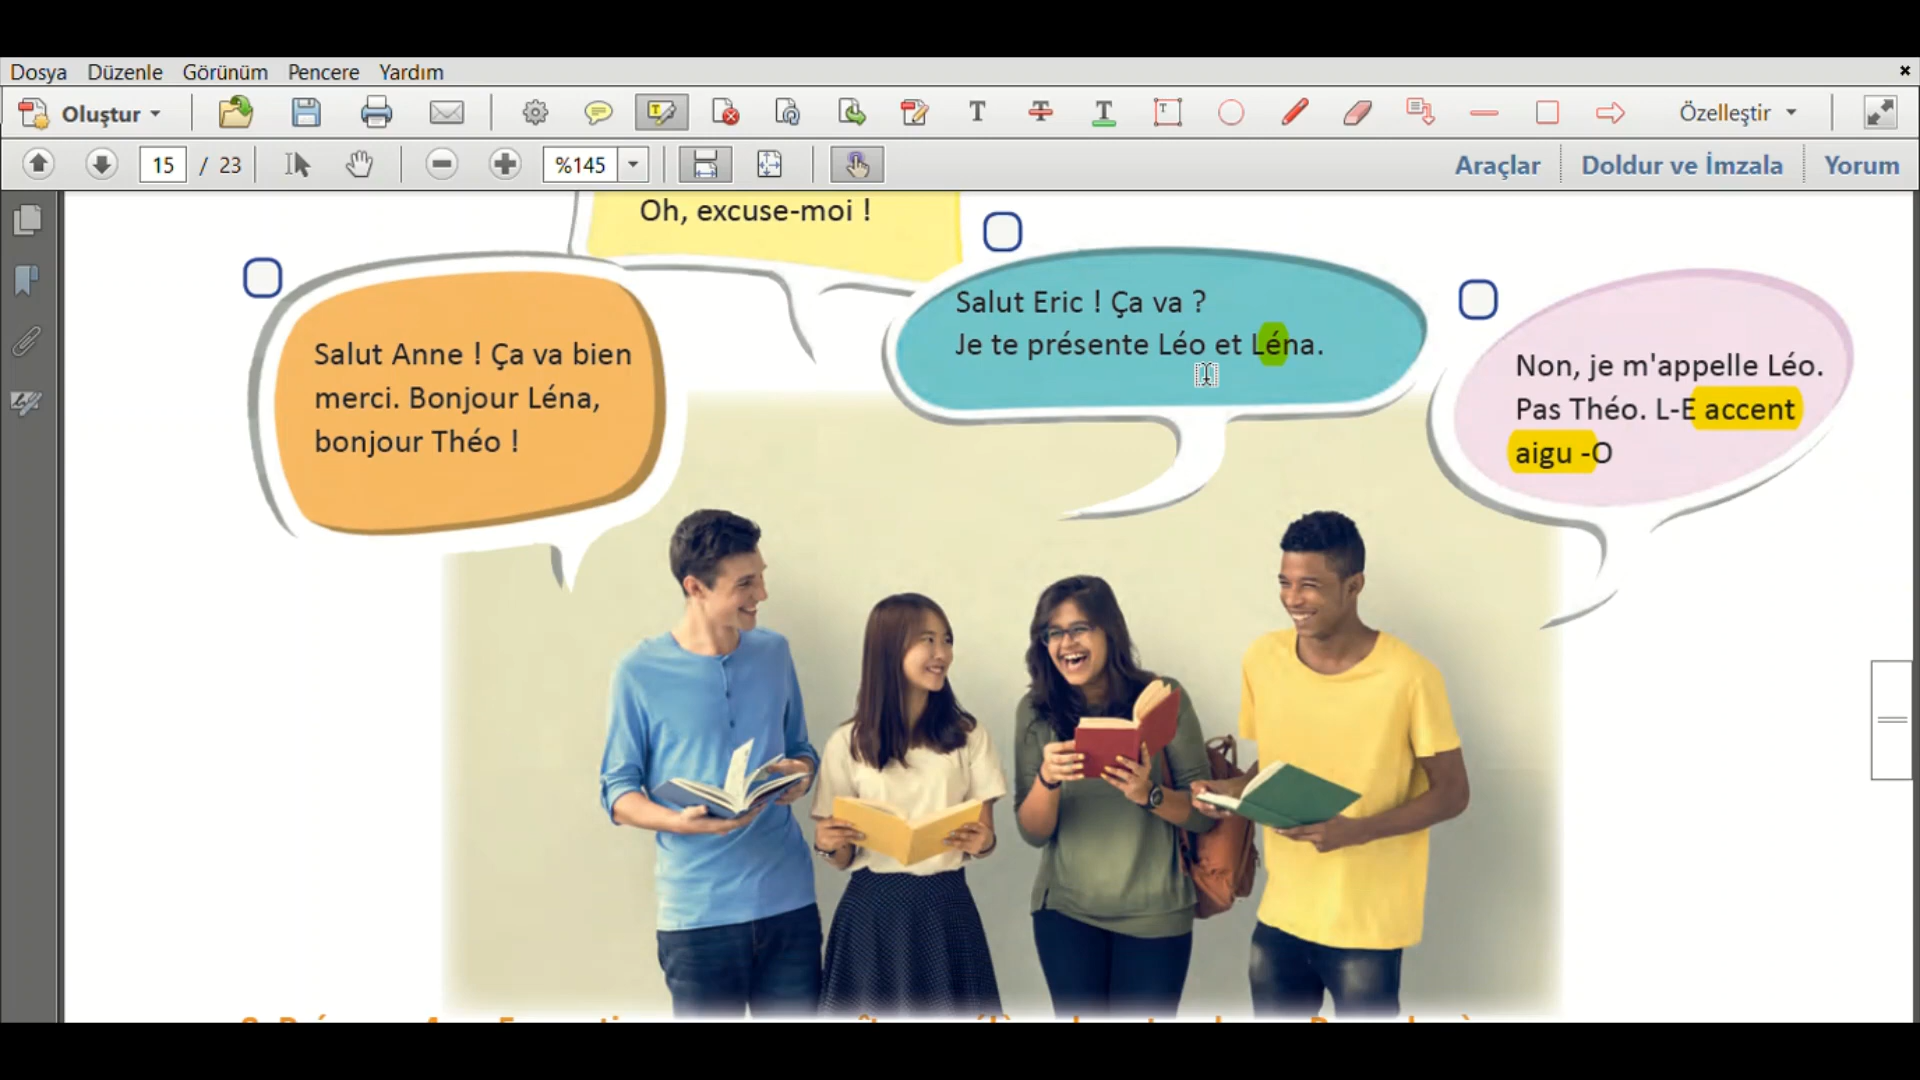 Dosya Düzenle Görünüm Pencere Yardım
Oluştur
Özelleştir
15 / 23
%145
Araçlar Doldur ve İmzala Yorum
Oh, excuse-moi !
Salut Anne ! Ça va bien
merci. Bonjour Léna,
bonjour Théo !
Salut Eric ! Ça va ?
Je te présente Léo et Léna.
Non, je m'appelle Léo.
Pas Théo. L-E accent
aigu -O